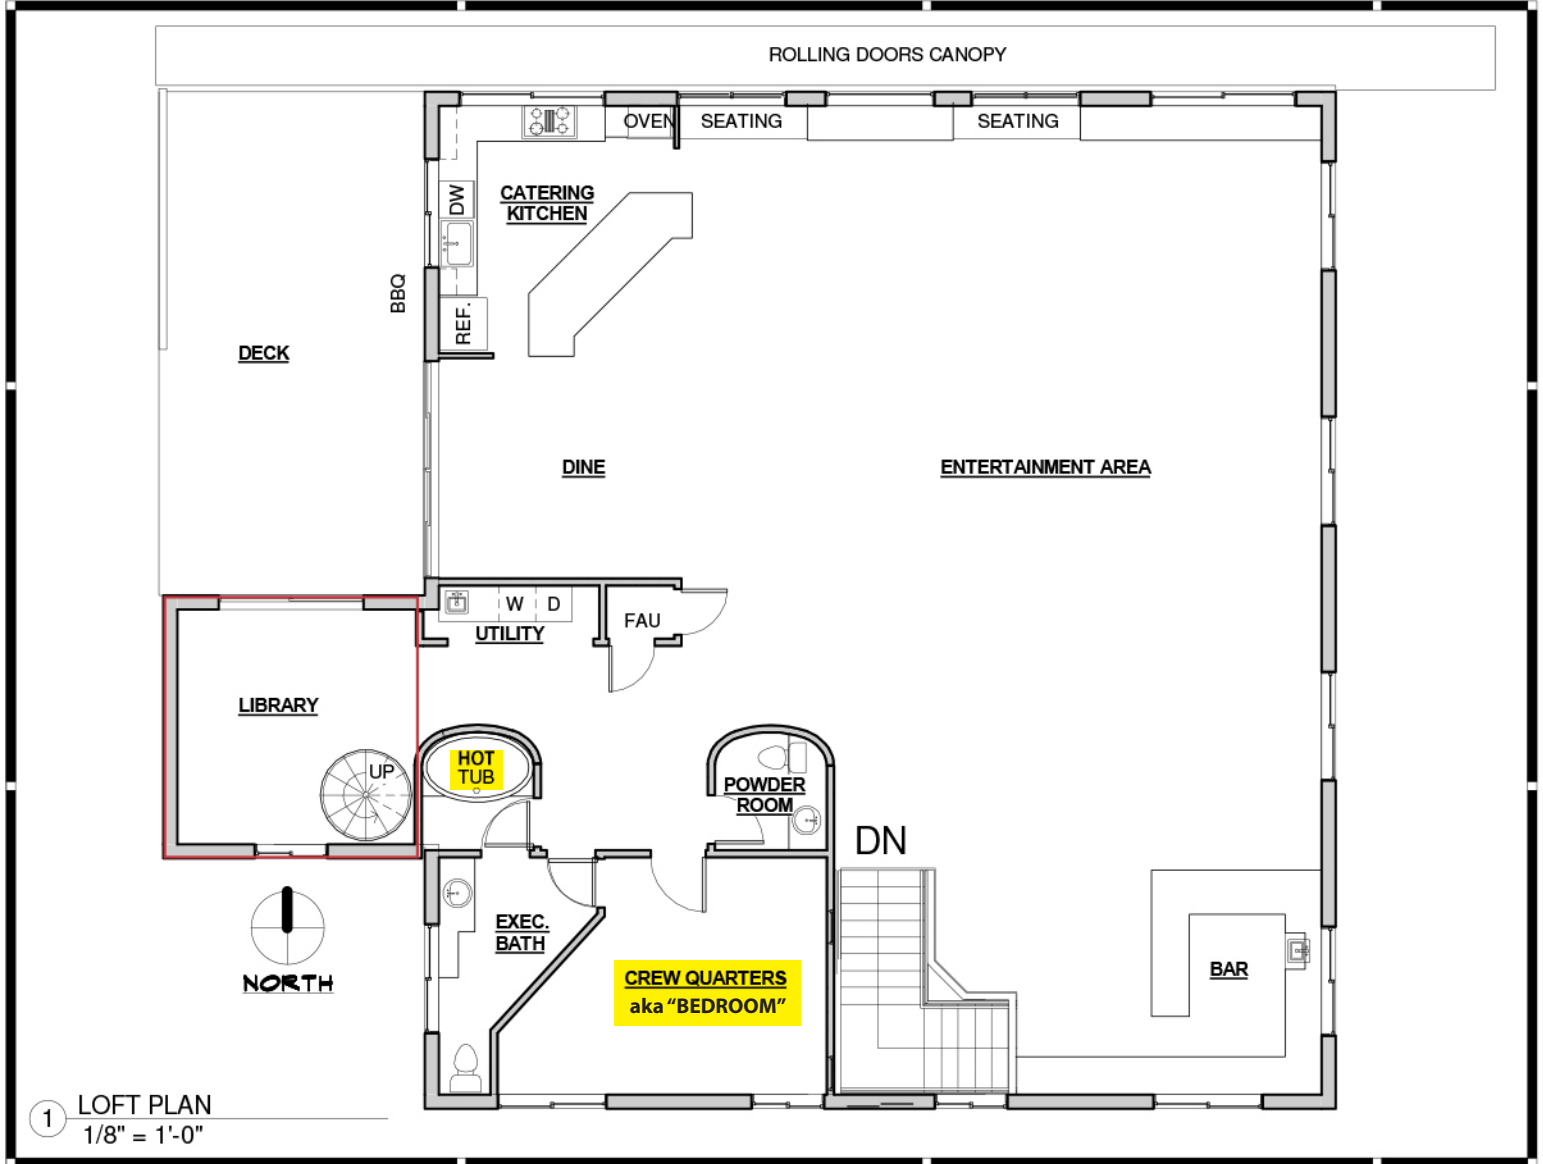 ROLLING DOORS CANOPY
OVEN
SEATING
SEATING
CATERING
KITCHEN
DW
BBQ
REF.
DECK
DINE
ENTERTAINMENT AREA
W
D
FAU
UTILITY
LIBRARY
HOT
TUB
UP
POWDER
ROOM
DN
EXEC.
BATH
NORTH
CREW QUARTERS
aka “BEDROOM”
BAR
1
LOFT PLAN
1/8" = 1'-0"